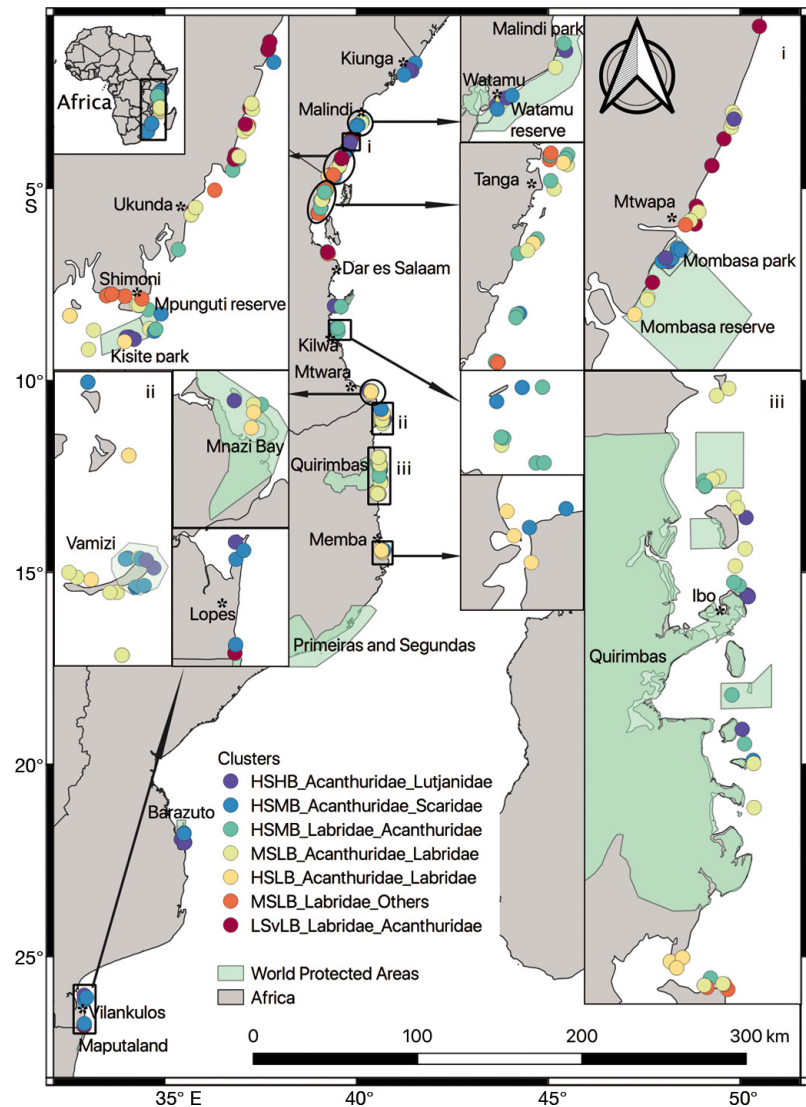 Africa
Ukunda
*
Shimoni
*
Mpunguti reserve
Kisite park
Kiunga
*
Malindi
*
i
Dar es Salaam
*
Kilwa
*
Mtwara
*
ii
Quirimbas
iii
Memba
*
Primeiras and Segundas
Malindi park
Watamu
*
Watamu
reserve
Tanga
*
i
Mtwapa
*
Mombasa park
Mombasa reserve
ii
Vamizi
Mnazi Bay
Lopes
*
iii
Ibo
*
Quirimbas
Barazuto
*
Vilankulos
Maputaland
Clusters
HSHB_Acanthuridae_Lutjanidae
HSMB_Acanthuridae_Scaridae
HSMB_Labridae_Acanthuridae
MSLB_Acanthuridae_Labridae
HSLB_Acanthuridae_Labridae
MSLB_Labridae_Others
LSvLB_Labridae_Acanthuridae
World Protected Areas
Africa
0 100 200 300 km
5°
S
10°
15°
20°
25°
35° E 40° 45° 50°